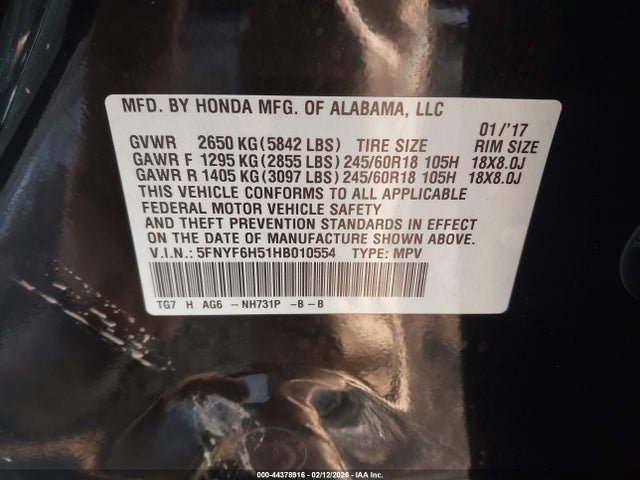 MFD. BY HONDA MFG. OF ALABAMA, LLC
01/'17
GVWR 2650 KG (5842 LBS) TIRE SIZE RIM SIZE
GAWR F 1295 KG (2855 LBS) 245/60R18 105H 18X8.0J
GAWR R 1405 KG (3097 LBS) 245/60R18 105H 18X8.0J
THIS VEHICLE CONFORMS TO ALL APPLICABLE
FEDERAL MOTOR VEHICLE SAFETY
AND THEFT PREVENTION STANDARDS IN EFFECT
ON THE DATE OF MANUFACTURE SHOWN ABOVE.
V.I.N.: 5FNYF6H51HB010554 TYPE: MPV
TG7 H AG6 - NH731P - B - B
000-44378916 - 02/12/2026 - IAA Inc.